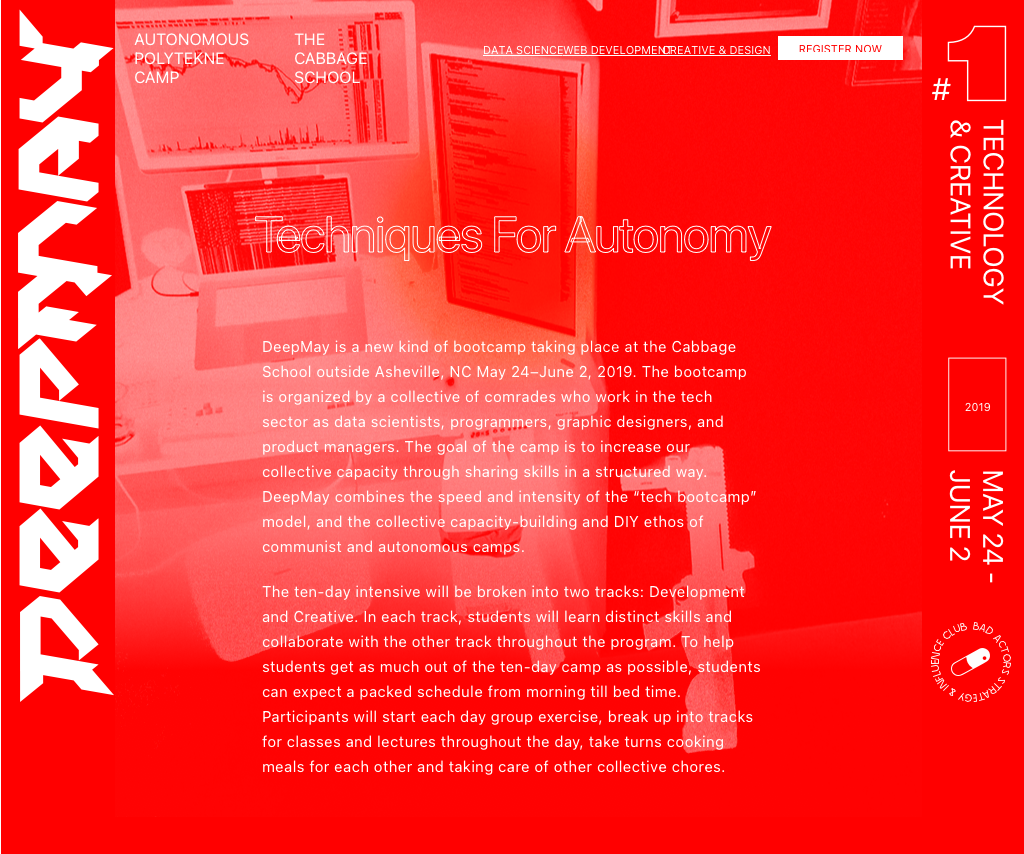 DEEPMAY
AUTONOMOUS
POLYTEKNE
CAMP
THE
CABBAGE
SCHOOL
DATA SCIENCE
WEB DEVELOPMENT
CREATIVE & DESIGN
REGISTER NOW
Techniques For Autonomy
DeepMay is a new kind of bootcamp taking place at the Cabbage
School outside Asheville, NC May 24–June 2, 2019. The bootcamp
is organized by a collective of comrades who work in the tech
sector as data scientists, programmers, graphic designers, and
product managers. The goal of the camp is to increase our
collective capacity through sharing skills in a structured way.
DeepMay combines the speed and intensity of the “tech bootcamp”
model, and the collective capacity-building and DIY ethos of
communist and autonomous camps.
The ten-day intensive will be broken into two tracks: Development
and Creative. In each track, students will learn distinct skills and
collaborate with the other track throughout the program. To help
students get as much out of the ten-day camp as possible, students
can expect a packed schedule from morning till bed time.
Participants will start each day group exercise, break up into tracks
for classes and lectures throughout the day, take turns cooking
meals for each other and taking care of other collective chores.
#1
TECHNOLOGY
& CREATIVE
2019
MAY 24 -
JUNE 2
BAD ACTORS STRATEGY & INFLUENCE CLUB